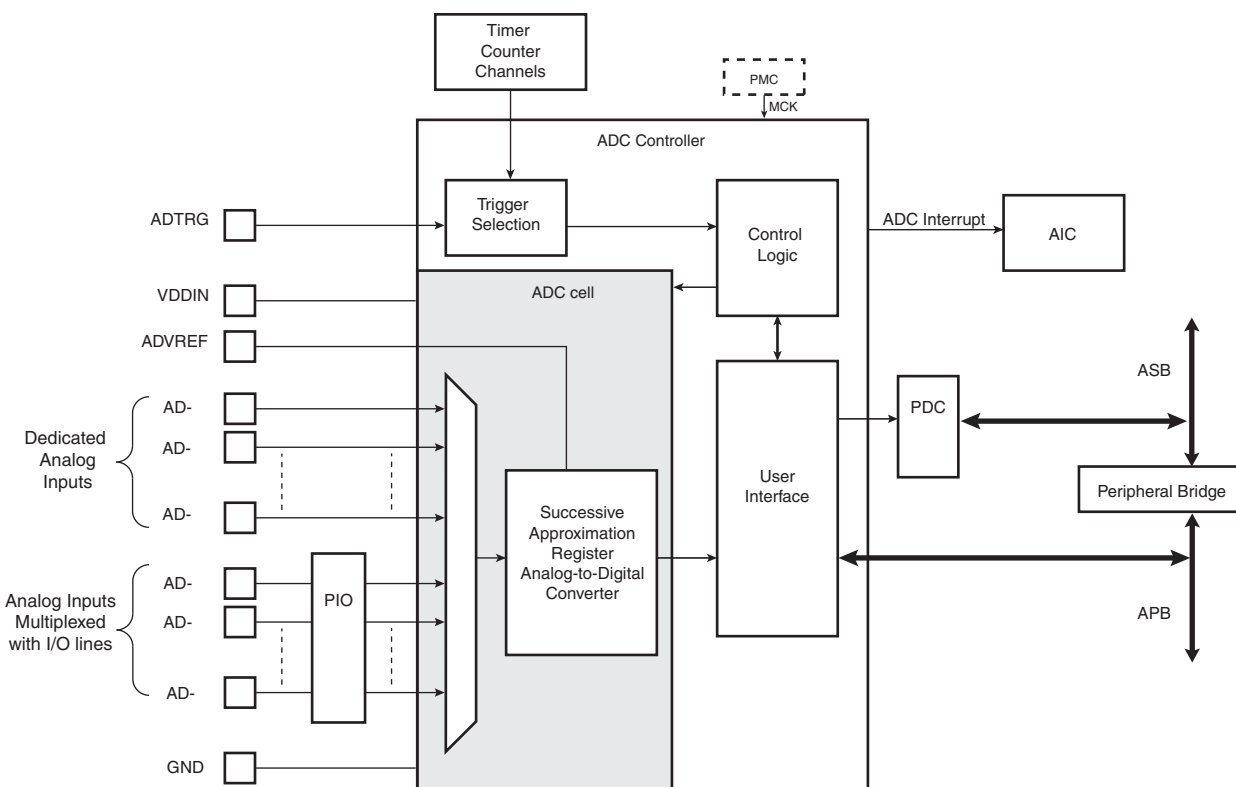 Timer
Counter
Channels
PMC
MCK
ADC Controller
ADTRG
Trigger
Selection
Control
Logic
ADC Interrupt
AIC
VDDIN
ADC cell
ADVREF
ASB
Dedicated
Analog
Inputs
AD-
AD-
AD-
PDC
User
Interface
Peripheral Bridge
Successive
Approximation
Register
Analog-to-Digital
Converter
Analog Inputs
Multiplexed
with I/O lines
AD-
AD-
AD-
PIO
APB
GND